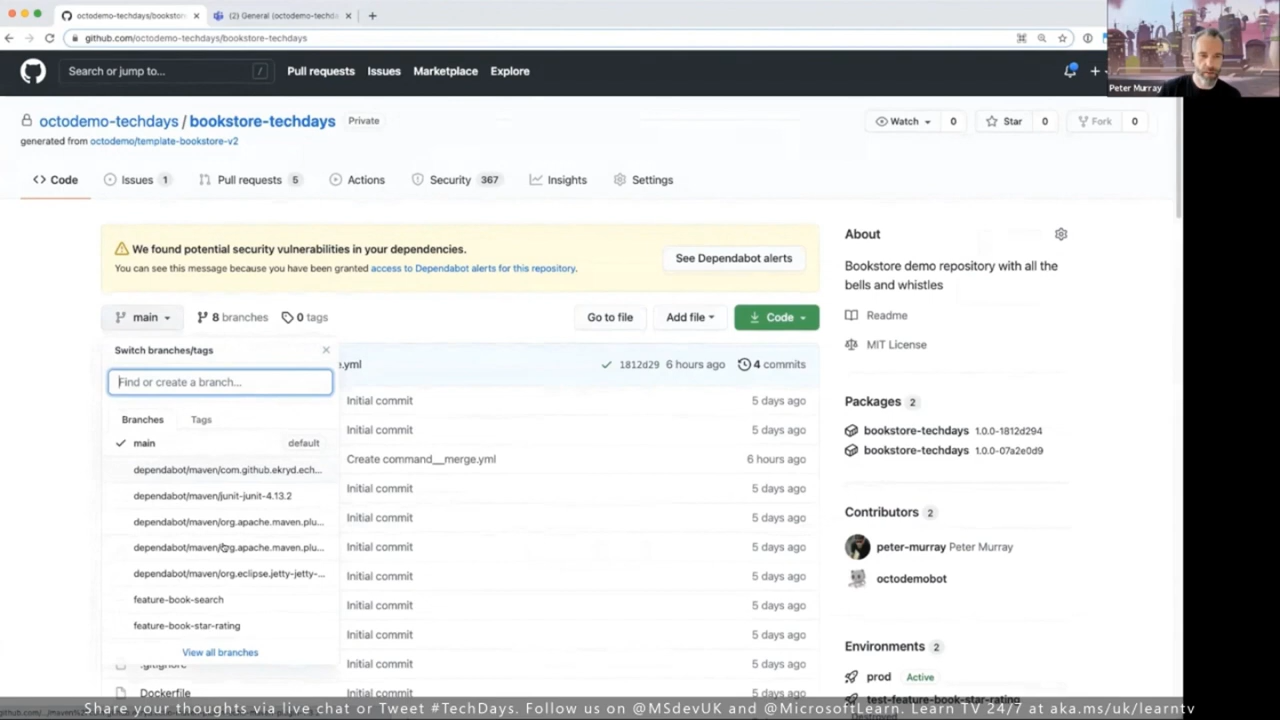 octodemo-techdays/bookstor
(2) General (octodemo-techda
github.com/octodemo-techdays/bookstore-techdays
Search or jump to...
/
Pull requests
Issues
Marketplace
Explore
Peter Murray
octodemo-techdays / bookstore-techdays
Private
Watch
0
Star
0
Fork
0
generated from octodemo/template-bookstore-v2
Code
Issues 1
Pull requests 5
Actions
Security 367
Insights
Settings
We found potential security vulnerabilities in your dependencies.
You can see this message because you have been granted access to Dependabot alerts for this repository.
See Dependabot alerts
About
Bookstore demo repository with all the
bells and whistles
Readme
MIT License
main
8 branches
0 tags
Go to file
Add file
Code
Switch branches/tags
Find or create a branch...
Branches
Tags
main
default
dependabot/maven/com.github.ekryd.ech...
dependabot/maven/junit-junit-4.13.2
dependabot/maven/org.apache.maven.plu...
dependabot/maven/org.apache.maven.plu...
dependabot/maven/org.eclipse.jetty-jetty-...
feature-book-search
feature-book-star-rating
View all branches
e.yml
1812d29
6 hours ago
4 commits
Initial commit
5 days ago
Initial commit
5 days ago
Create command__merge.yml
6 hours ago
Initial commit
5 days ago
Initial commit
5 days ago
Initial commit
5 days ago
Initial commit
5 days ago
Initial commit
5 days ago
Initial commit
5 days ago
.gitignore
Initial commit
5 days ago
Dockerfile
Initial commit
5 days ago
Packages 2
bookstore-techdays 1.0.0-1812d294
bookstore-techdays 1.0.0-07a2e0d9
Contributors 2
peter-murray Peter Murray
octodemobot
Environments 2
prod
Active
test-feature-book-star-rating
Share your thoughts via live chat or Tweet #TechDays. Follow us on @MSdevUK and @MicrosoftLearn. Learn TV 24/7 at aka.ms/uk/learntv